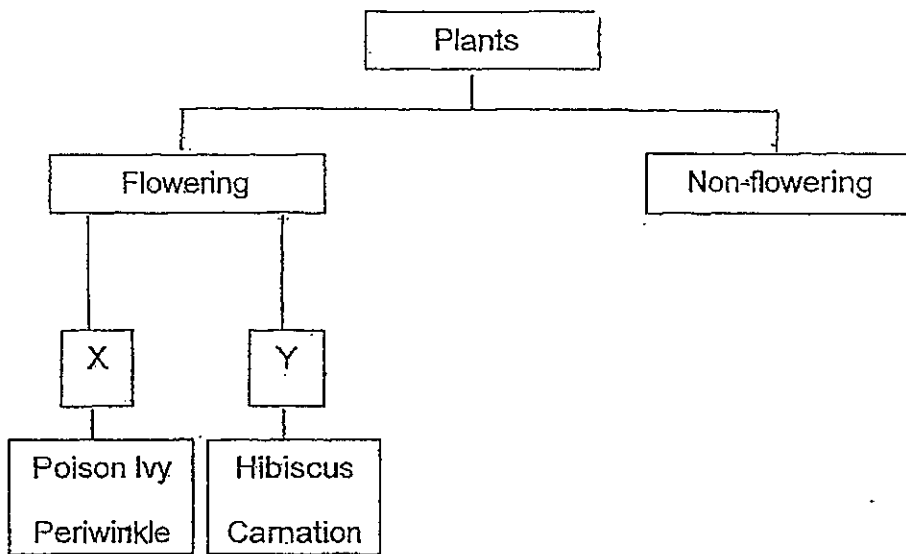 Plants
Flowering
Non-flowering
X
Y
Poison Ivy
Periwinkle
Hibiscus
Carnation